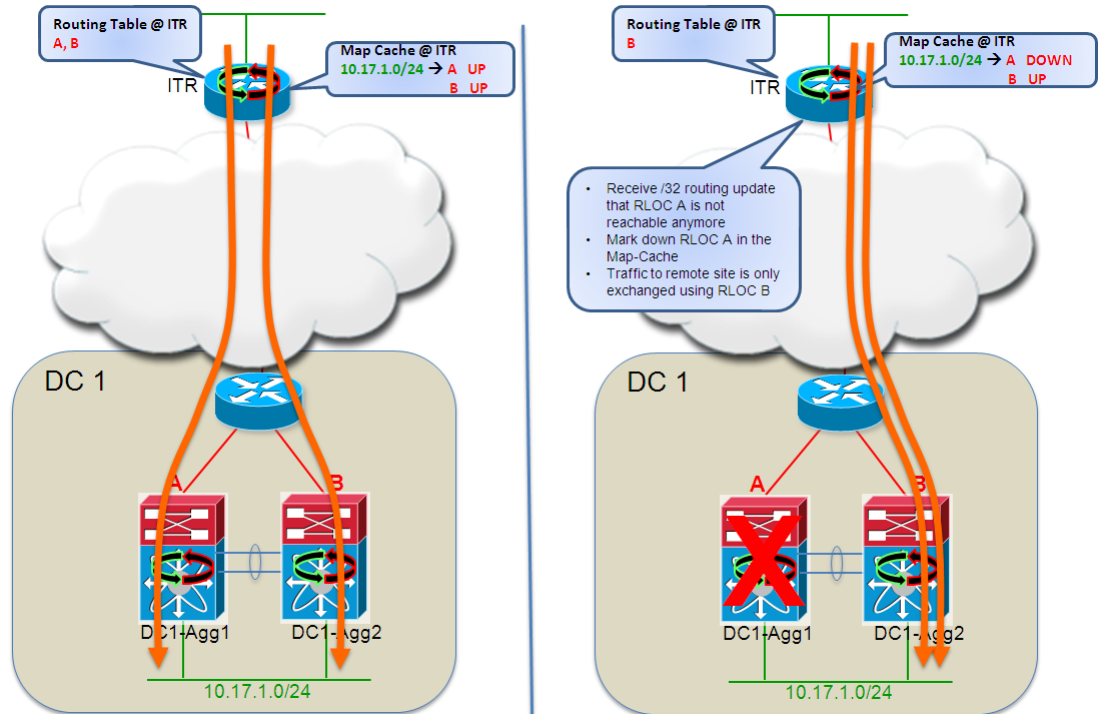 Routing Table @ ITR
A, B
Map Cache @ ITR
10.17.1.0/24 → A UP
B UP
ITR
DC 1
A
B
DC1-Agg1
DC1-Agg2
10.17.1.0/24
Routing Table @ ITR
B
Map Cache @ ITR
10.17.1.0/24 → A DOWN
B UP
ITR
• Receive /32 routing update
that RLOC A is not
reachable anymore
• Mark down RLOC A in the
Map-Cache
• Traffic to remote site is only
exchanged using RLOC B
DC 1
A
B
DC1-Agg1
DC1-Agg2
10.17.1.0/24